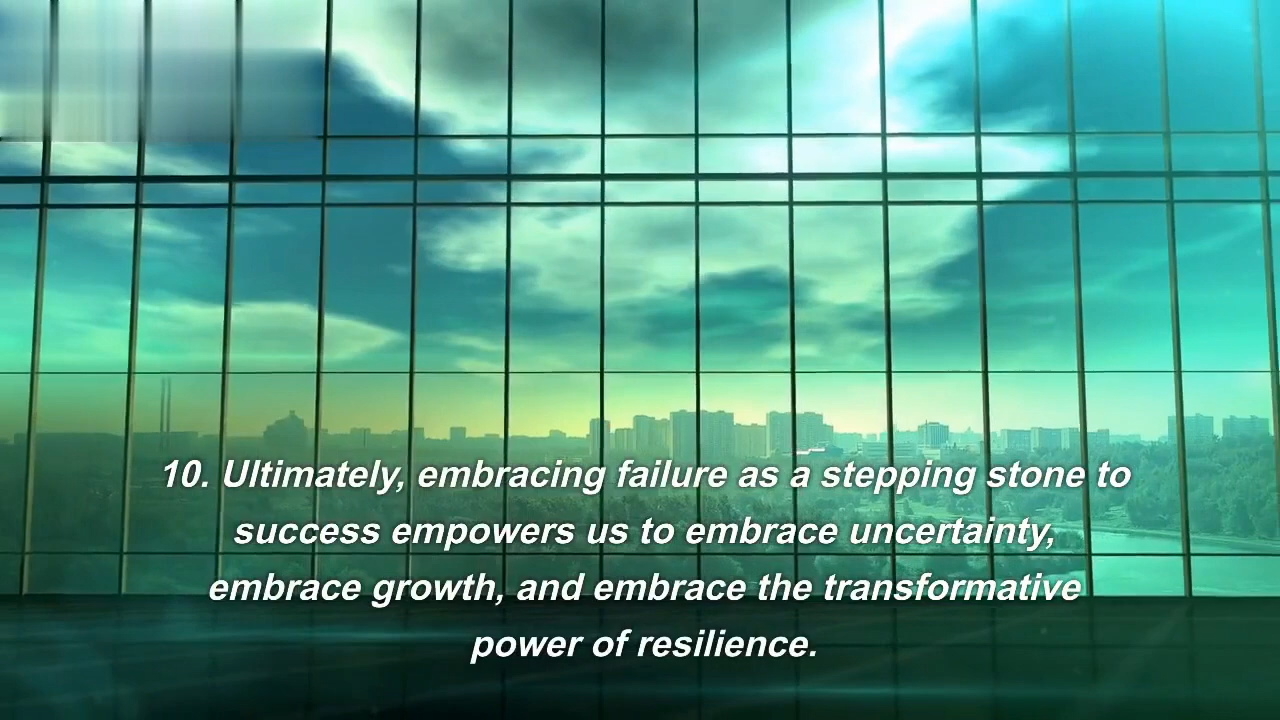 10. Ultimately, embracing failure as a stepping stone to
success empowers us to embrace uncertainty,
embrace growth, and embrace the transformative
power of resilience.